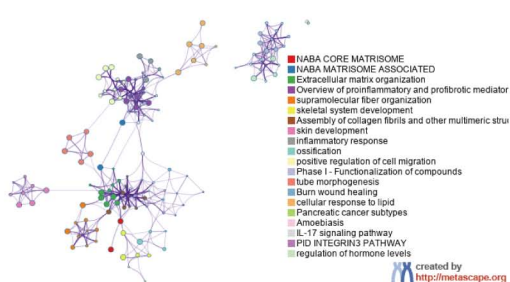 NABA CORE MATRISOME
NABA MATRISOME ASSOCIATED
Extracellular matrix organization
Overview of proinflammatory and profibrotic mediator
supramolecular fiber organization
skeletal system development
Assembly of collagen fibrils and other multimeric struc
skin development
inflammatory response
ossification
positive regulation of cell migration
Phase I - Functionalization of compounds
tube morphogenesis
Burn wound healing
cellular response to lipid
Pancreatic cancer subtypes
Amoebiasis
IL-17 signaling pathway
PID INTEGRIN3 PATHWAY
regulation of hormone levels
created by
http://metascape.org